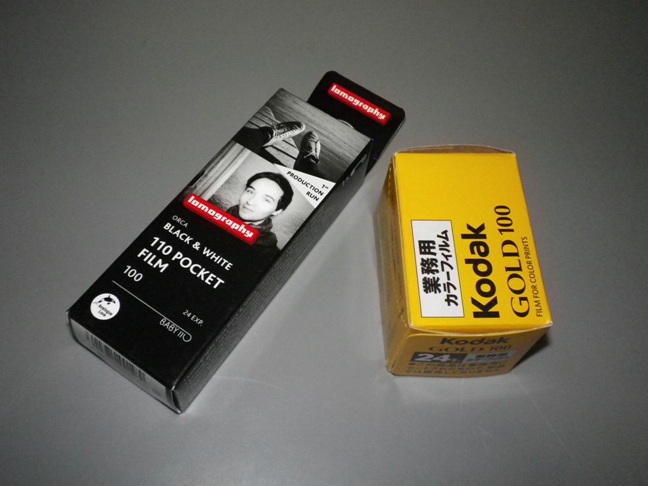 lomography
1st
PRODUCTION
RUN
lomography
ORCA
BLACK & WHITE
110 POCKET
FILM
100
24 EXP.
BABY 110
業務用
カラーフィルム
Kodak
GOLD 100
FILM FOR COLOR PRINTS
Kodak
GOLD 100
24